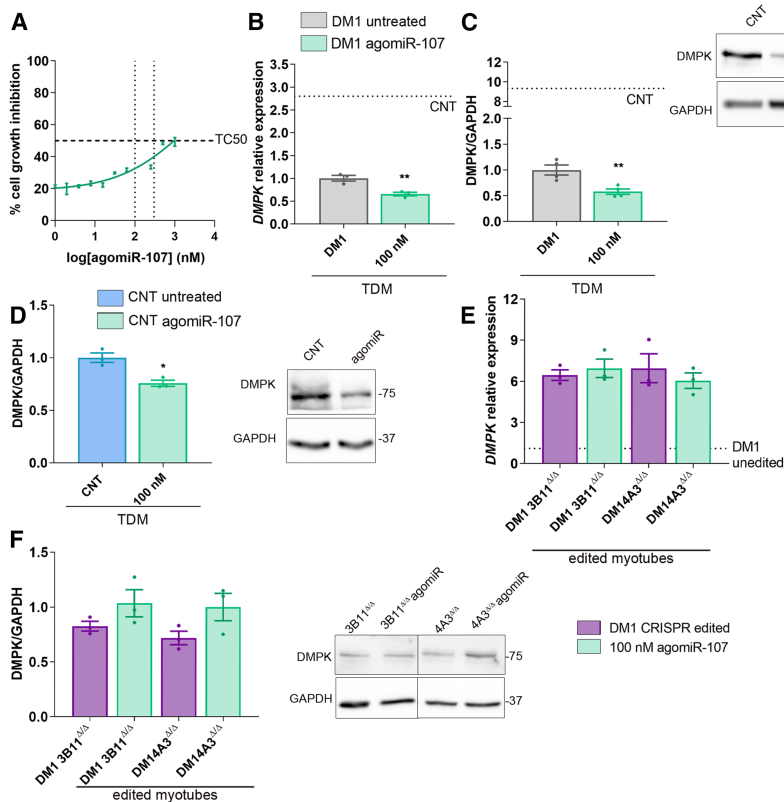 A
% cell growth inhibition
100
80
60
40
20
0
TC50
0 1 2 3 4
log[agomiR-107] (nM)
B
DM1 untreated
DM1 agomiR-107
DMPK relative expression
3.5
3.0
2.5
2.0
1.5
1.0
0.5
0.0
CNT
**
DM1
100 nM
TDM
C
DMPK/GAPDH
14
12
10
8
2.0
1.5
1.0
0.5
0.0
CNT
**
DM1
100 nM
TDM
CNT
DMPK
GAPDH
D
CNT untreated
CNT agomiR-107
DMPK/GAPDH
1.5
1.0
0.5
0.0
*
CNT
100 nM
TDM
CNT agomiR
DMPK
-75
GAPDH
-37
E
DMPK relative expression
12
9
6
3
0
DM1
unedited
DM1 3B11Δ/Δ
DM1 3B11Δ/Δ
DM14A3Δ/Δ
DM14A3Δ/Δ
edited myotubes
F
DMPK/GAPDH
1.5
1.0
0.5
0.0
DM1 3B11Δ/Δ
DM1 3B11Δ/Δ
DM14A3Δ/Δ
DM14A3Δ/Δ
edited myotubes
3B11Δ/Δ
3B11Δ/Δ agomiR
4A3Δ/Δ
4A3Δ/Δ agomiR
DMPK
-75
GAPDH
-37
DM1 CRISPR edited
100 nM agomiR-107